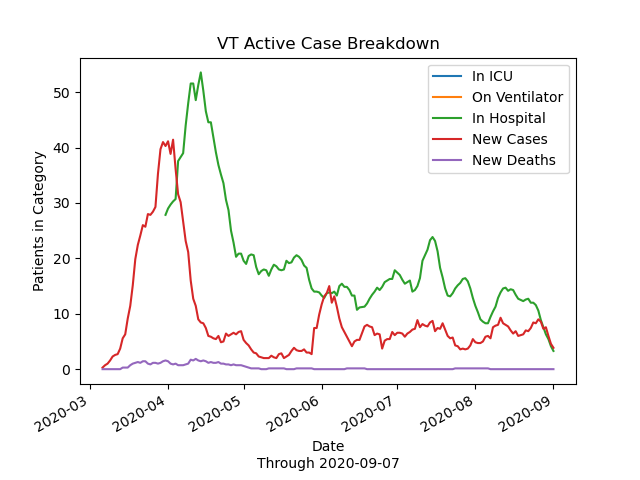 VT Active Case Breakdown
Patients in Category
50
40
30
20
10
0
In ICU
On Ventilator
In Hospital
New Cases
New Deaths
2020-03
2020-04
2020-05
2020-06
2020-07
2020-08
2020-09
Date
Through 2020-09-07